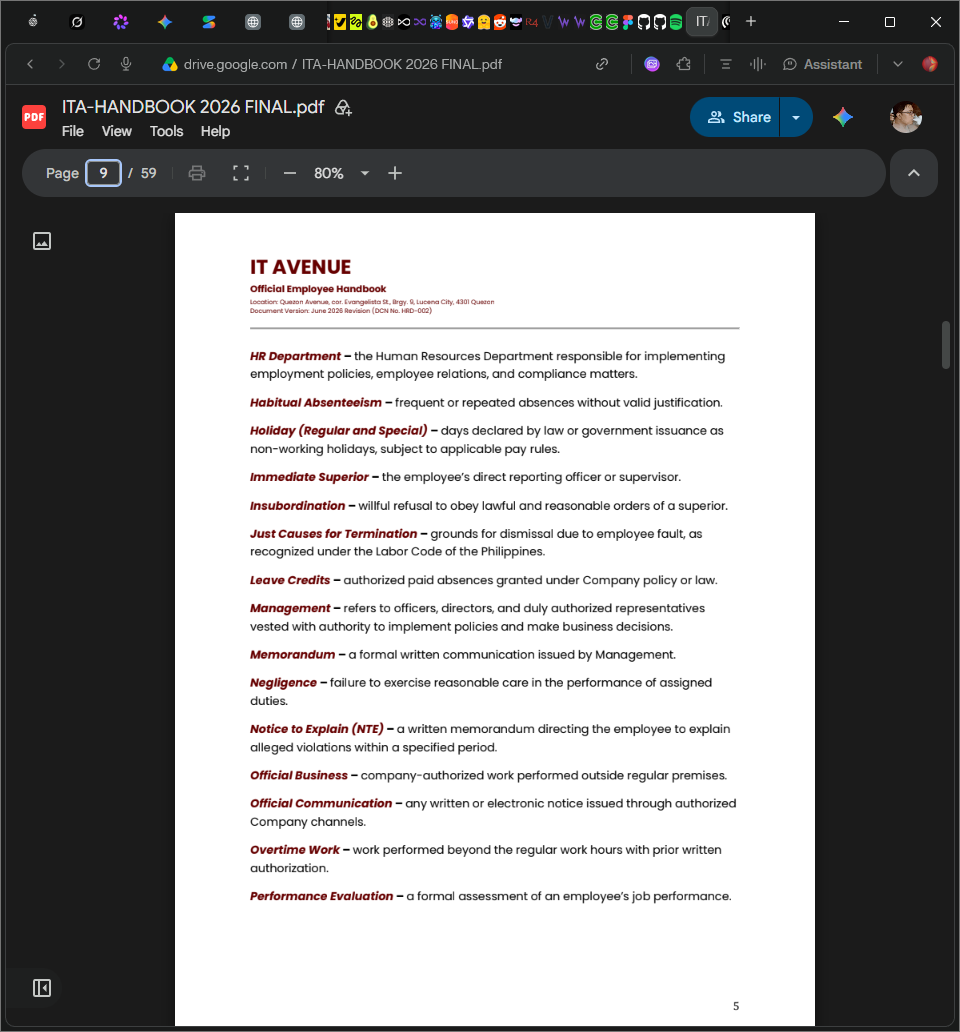 drive.google.com / ITA-HANDBOOK 2026 FINAL.pdf
Assistant
PDF
ITA-HANDBOOK 2026 FINAL.pdf
File View Tools Help
Share
Page 9 / 59
80%
IT AVENUE
Official Employee Handbook
Location: Quezon Avenue, cor. Evangelista St., Brgy. 9, Lucena City, 4301 Quezon
Document Version: June 2026 Revision (DCN No. HRD-002)
HR Department – the Human Resources Department responsible for implementing
employment policies, employee relations, and compliance matters.
Habitual Absenteeism – frequent or repeated absences without valid justification.
Holiday (Regular and Special) – days declared by law or government issuance as
non-working holidays, subject to applicable pay rules.
Immediate Superior – the employee's direct reporting officer or supervisor.
Insubordination – willful refusal to obey lawful and reasonable orders of a superior.
Just Causes for Termination – grounds for dismissal due to employee fault, as
recognized under the Labor Code of the Philippines.
Leave Credits – authorized paid absences granted under Company policy or law.
Management – refers to officers, directors, and duly authorized representatives
vested with authority to implement policies and make business decisions.
Memorandum – a formal written communication issued by Management.
Negligence – failure to exercise reasonable care in the performance of assigned
duties.
Notice to Explain (NTE) – a written memorandum directing the employee to explain
alleged violations within a specified period.
Official Business – company-authorized work performed outside regular premises.
Official Communication – any written or electronic notice issued through authorized
Company channels.
Overtime Work – work performed beyond the regular work hours with prior written
authorization.
Performance Evaluation – a formal assessment of an employee's job performance.
5